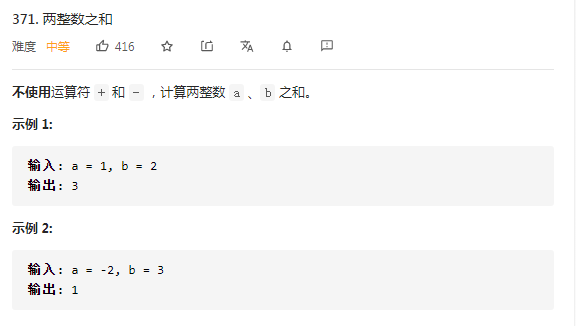 371. 两整数之和
难度 中等 416
不使用运算符 + 和 - ，计算两整数 a 、b 之和。
示例 1:
输入: a = 1, b = 2
输出: 3
示例 2:
输入: a = -2, b = 3
输出: 1